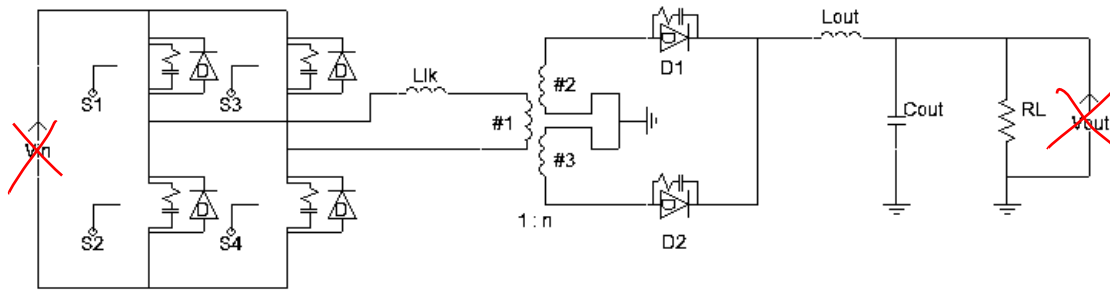 S1
S3
S2
S4
Vin
D
D
D
D
Llk
#1
#2
#3
1 : n
D
D1
D
D2
Lout
Cout
RL
Vout